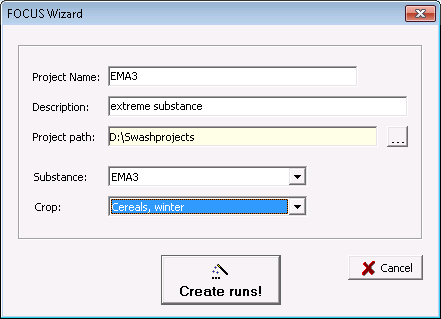 FOCUS Wizard
Project Name: EMA3
Description: extreme substance
Project path: D:\Swashprojects ...
Substance: EMA3
Crop: Cereals, winter
Create runs!
Cancel